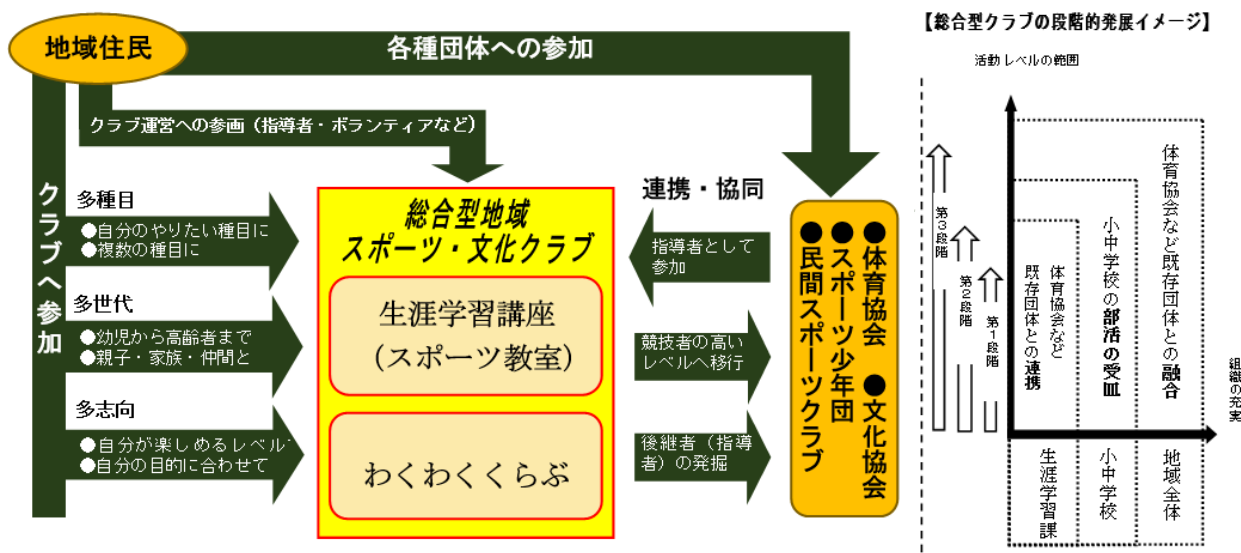 地域住民
各種団体への参加
クラブ運営への参画（指導者・ボランティアなど）
クラブへ参加
多種目
●自分のやりたい種目に
●複数の種目に
多世代
●幼児から高齢者まで
●親子・家族・仲間と
多志向
●自分が楽しめるレベル
●自分の目的に合わせて
総合型地域
スポーツ・文化クラブ
生涯学習講座
（スポーツ教室）
わくわくくらぶ
連携・協同
指導者として
参加
競技者の高い
レベルへ移行
後継者（指導
者）の発掘
●体育協会 ●文化協会
●スポーツ少年団
●民間スポーツクラブ
【総合型クラブの段階的発展イメージ】
活動レベルの範囲
第３段階
第２段階
第１段階
体育協会など
既存団体との連携
小中学校の部活の受皿
体育協会など既存団体との融合
組織の充実
生涯学習課
小中学校
地域全体